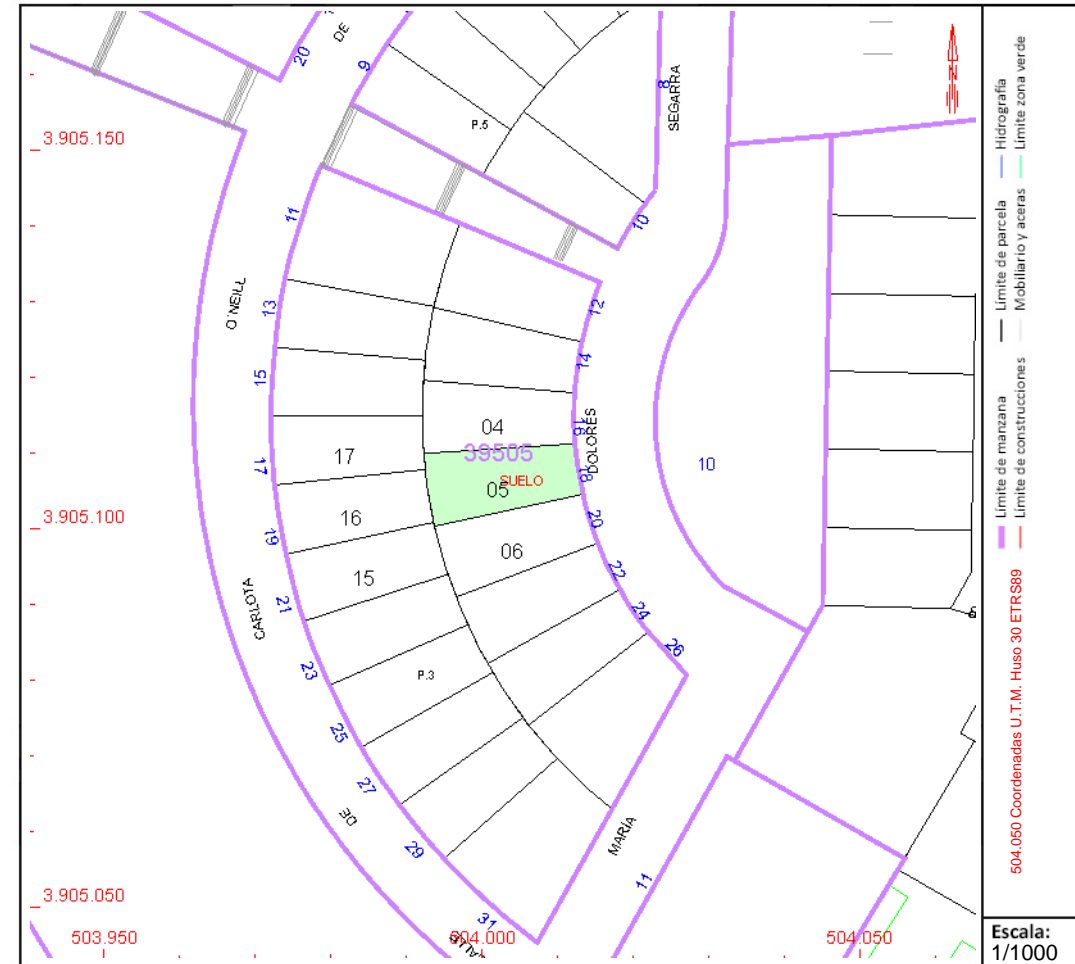 DE
20
9
8
SEGARRA
P.5
10
3.905.150
11
O´NEILL
13
12
14
15
DOLORES
16
04
39505
17
17
10
18
SUELO
05
3.905.100
16
20
19
06
15
22
21
CARLOTA
24
26
23
P.3
25
27
DE
29
MARÍA
11
3.905.050
31
CALLE
503.950
504.000
504.050
Hidrografía
Límite zona verde
Límite de parcela
Mobiliario y aceras
Límite de manzana
Límite de construcciones
504.050 Coordenadas U.T.M. Huso 30 ETRS89
Escala:
1/1000